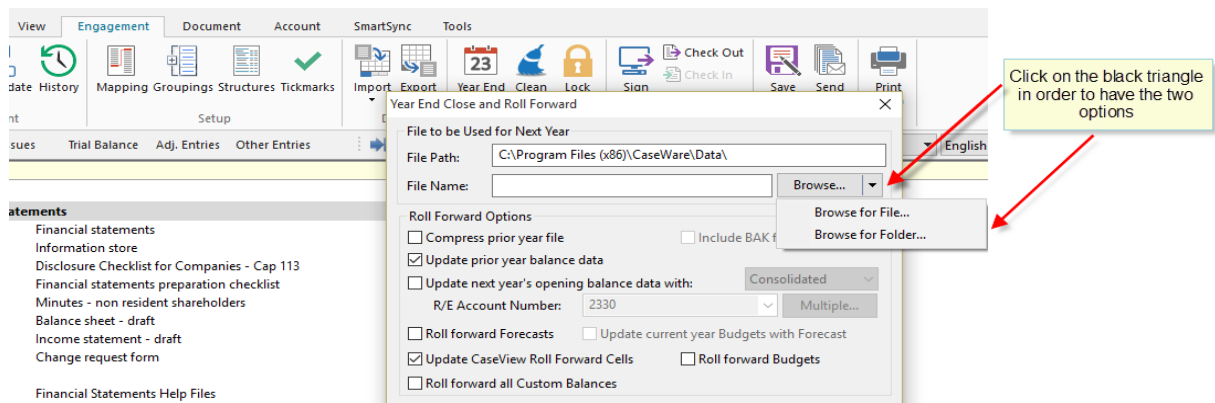 View Engagement Document Account SmartSync Tools
Check Out
Check In
date History Mapping Groupings Structures Tickmarks Import Export Year End Clean Lock Sign Save Send Print
23
Setup
Year End Close and Roll Forward
ssues Trial Balance Adj. Entries Other Entries English
File to be Used for Next Year
File Path: C:\Program Files (x86)\CaseWare\Data\
File Name: Browse...
Browse for File...
Browse for Folder...
Click on the black triangle
in order to have the two
options
atements
Financial statements
Information store
Disclosure Checklist for Companies - Cap 113
Financial statements preparation checklist
Minutes - non resident shareholders
Balance sheet - draft
Income statement - draft
Change request form
Financial Statements Help Files
Roll Forward Options
Compress prior year file Include BAK f
Update prior year balance data
Update next year's opening balance data with: Consolidated
R/E Account Number: 2330 Multiple...
Roll forward Forecasts Update current year Budgets with Forecast
Update CaseView Roll Forward Cells Roll forward Budgets
Roll forward all Custom Balances